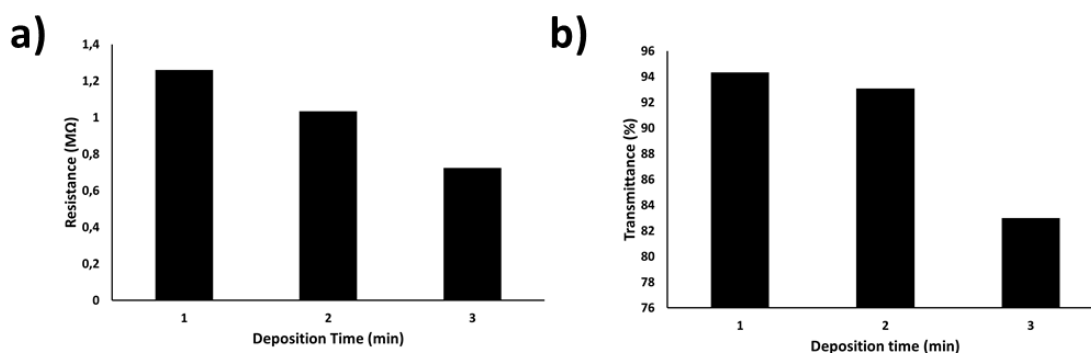 a)
1,4
1,2
1
0,8
0,6
0,4
0,2
0
Resistance (MΩ)
1 2 3
Deposition Time (min)
b)
96
94
92
90
88
86
84
82
80
78
76
Transmittance (%)
1 2 3
Deposition time (min)